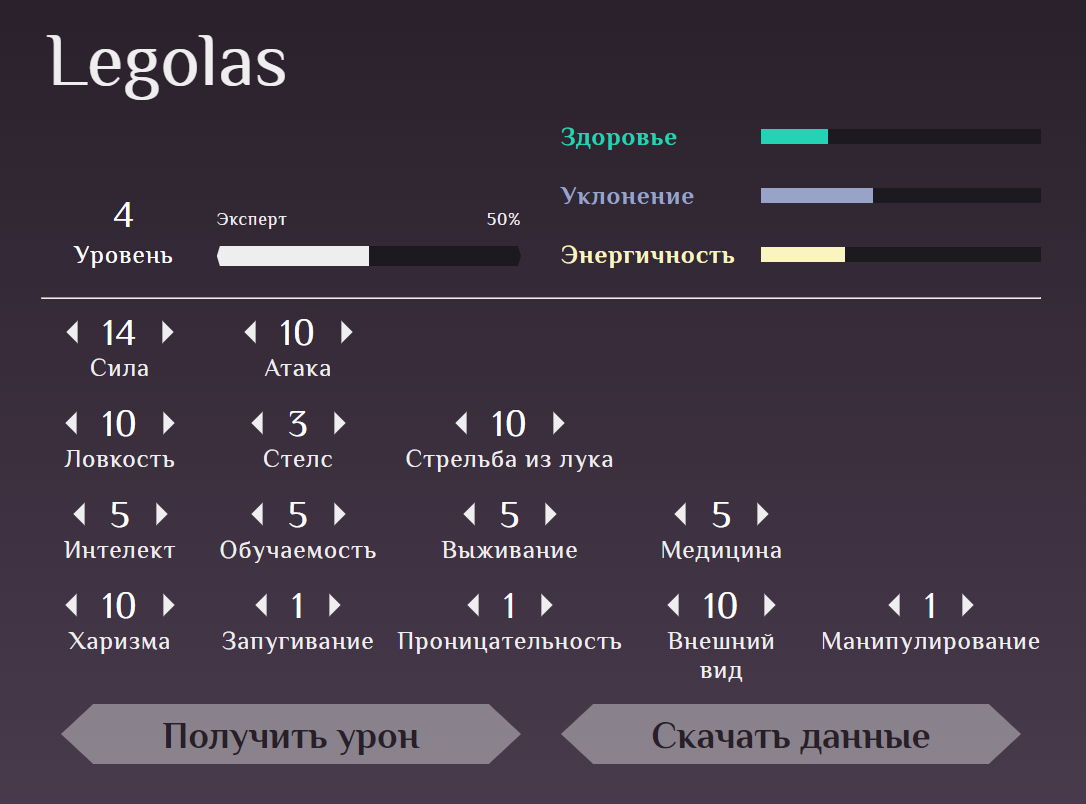 Legolas
Здоровье
Уклонение
4 Эксперт 50%
Уровень
Энергичность
14 10
Сила Атака
10 3 10
Ловкость Стелс Стрельба из лука
5 5 5 5
Интелект Обучаемость Выживание Медицина
10 1 1 10 1
Харизма Запугивание Проницательность Внешний Манипулирование
вид
Получить урон Скачать данные